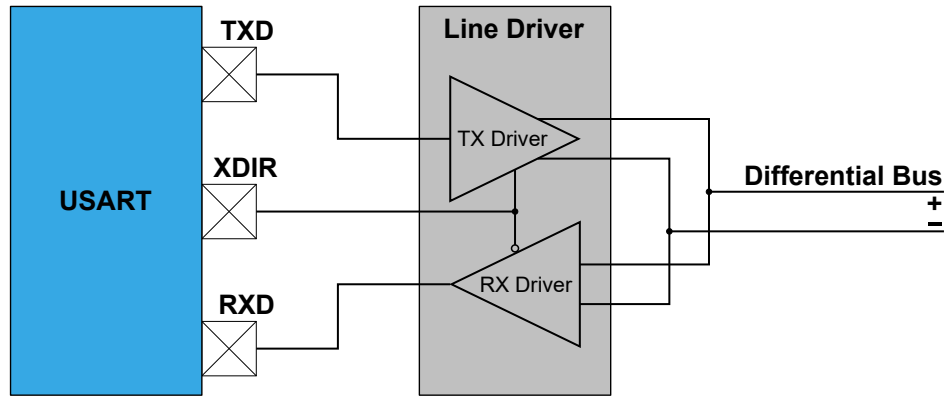 TXD
Line Driver
TX Driver
XDIR
USART
Differential Bus
+
−
RX Driver
RXD